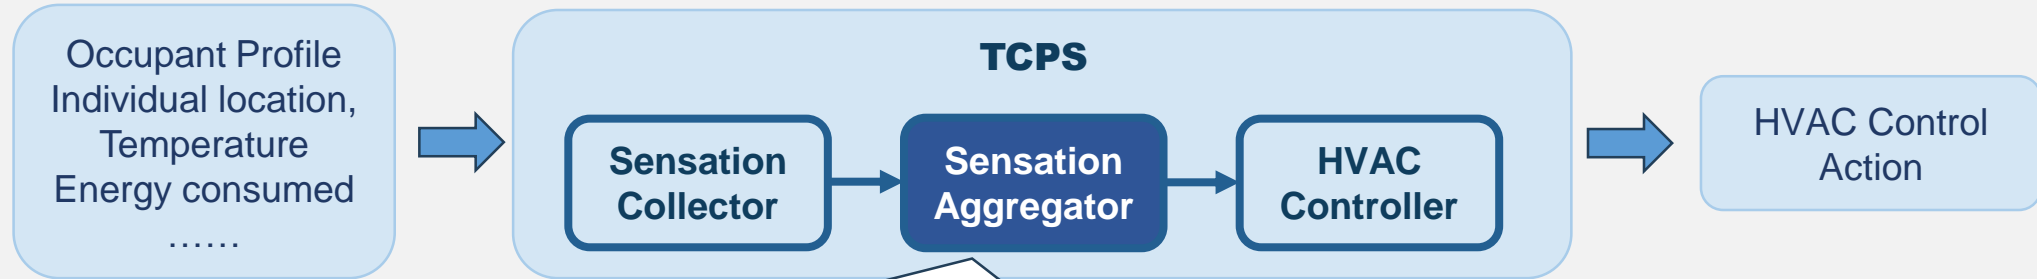 Occupant Profile
Individual location,
Temperature
Energy consumed
……
TCPS
Sensation
Collector
Sensation
Aggregator
HVAC
Controller
HVAC Control
Action